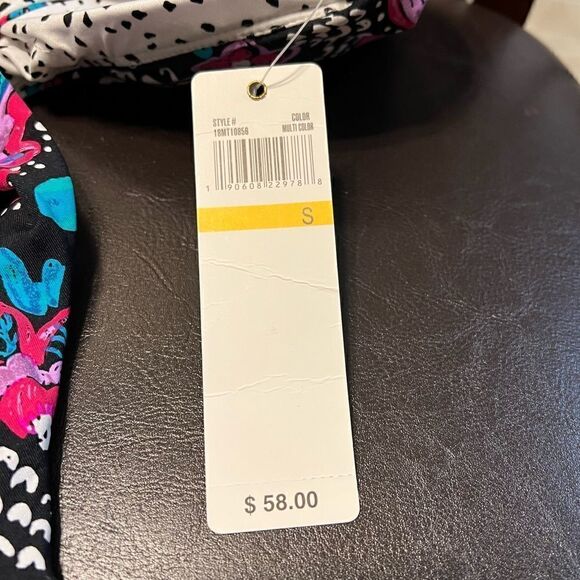 STYLE # COLOR
18MT10856 MULTI COLOR
1 90608 22978 8
S
$ 58.00